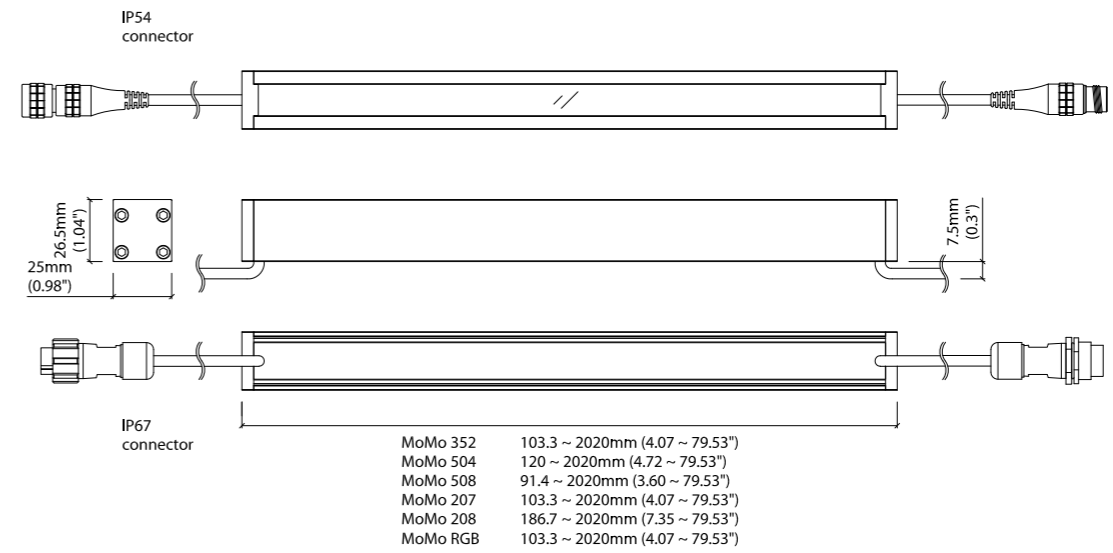 IP54
connector
26.5mm
(1.04")
25mm
(0.98")
7.5mm
(0.3")
IP67
connector
MoMo 352 103.3 ~ 2020mm (4.07 ~ 79.53")
MoMo 504 120 ~ 2020mm (4.72 ~ 79.53")
MoMo 508 91.4 ~ 2020mm (3.60 ~ 79.53")
MoMo 207 103.3 ~ 2020mm (4.07 ~ 79.53")
MoMo 208 186.7 ~ 2020mm (7.35 ~ 79.53")
MoMo RGB 103.3 ~ 2020mm (4.07 ~ 79.53")